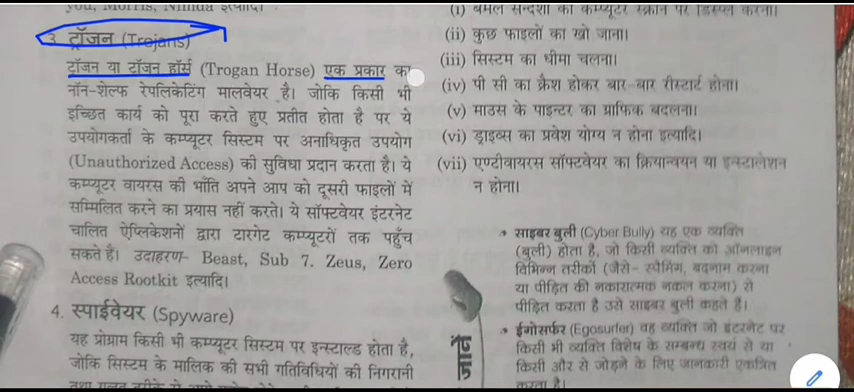 3. ट्रॉजन (Trojans)
ट्रॉजन या टॉजन हॉर्स (Trogan Horse) एक प्रकार का
नॉन-शेल्फ रेपलिकेटिंग मालवेयर है। जोकि किसी भी
इच्छित कार्य को पूरा करते हुए प्रतीत होता है पर ये
उपयोगकर्ता के कम्प्यूटर सिस्टम पर अनाधिकृत उपयोग
(Unauthorized Access) की सुविधा प्रदान करता है। ये
कम्प्यूटर वायरस की भाँति अपने आप को दूसरी फाइलों में
सम्मिलित करने का प्रयास नहीं करते। ये सॉफ्टवेयर इंटरनेट
चालित ऐप्लिकेशनों द्वारा टारगेट कम्प्यूटरों तक पहुँच
सकते हैं। उदाहरण- Beast, Sub 7. Zeus, Zero
Access Rootkit इत्यादि।
4. स्पाईवेयर (Spyware)
यह प्रोग्राम किसी भी कम्प्यूटर सिस्टम पर इन्स्टाल्ड होता है,
जोकि सिस्टम के मालिक की सभी गतिविधियों की निगरानी
(i) बेमेल सन्देशों को कम्प्यूटर स्क्रीन पर डिस्प्ले करना।
(ii) कुछ फाइलों का खो जाना।
(iii) सिस्टम का धीमा चलना।
(iv) पी सी का क्रैश होकर बार-बार रीस्टार्ट होना।
(v) माउस के पाइन्टर का ग्राफिक बदलना।
(vi) ड्राइव्स का प्रवेश योग्य न होना इत्यादि।
(vii) एण्टीवायरस सॉफ्टवेयर का क्रियान्वयन या इन्स्टालेशन
न होना।
जानें
साइबर बुली (Cyber Bully) यह एक व्यक्ति
(बुली) होता है, जो किसी व्यक्ति को ऑनलाइन
विभिन्न तरीकों (जैसे- स्पैमिंग, बदनाम करना
या पीड़ित की नकारात्मक नकल करना) से
पीड़ित करता है उसे साइबर बुली कहते है।
ईगोसर्फर (Egosurfer) वह व्यक्ति जो इंटरनेट पर
किसी भी व्यक्ति विशेष के सम्बन्ध स्वयं से या
किसी और से जोड़ने के लिए जानकारी एकत्रित
करता है।